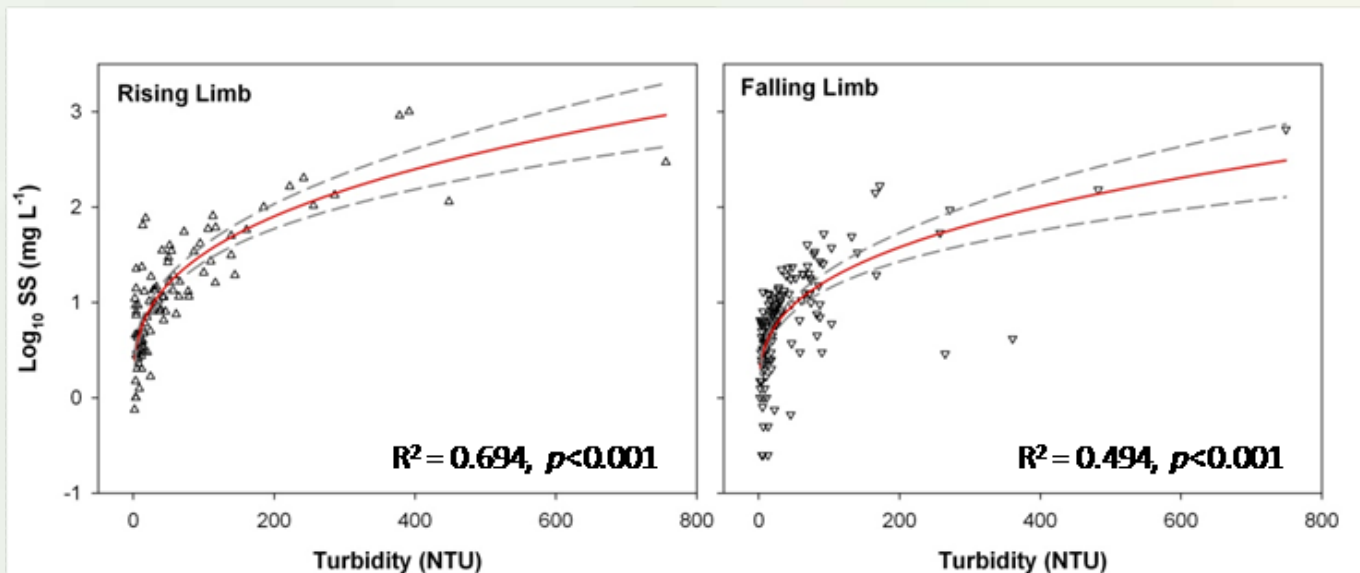 Rising Limb
Falling Limb
Log₁₀ SS (mg L⁻¹)
3
2
1
0
-1
R² = 0.694, p<0.001
R² = 0.494, p<0.001
0 200 400 600 800
0 200 400 600 800
Turbidity (NTU)
Turbidity (NTU)